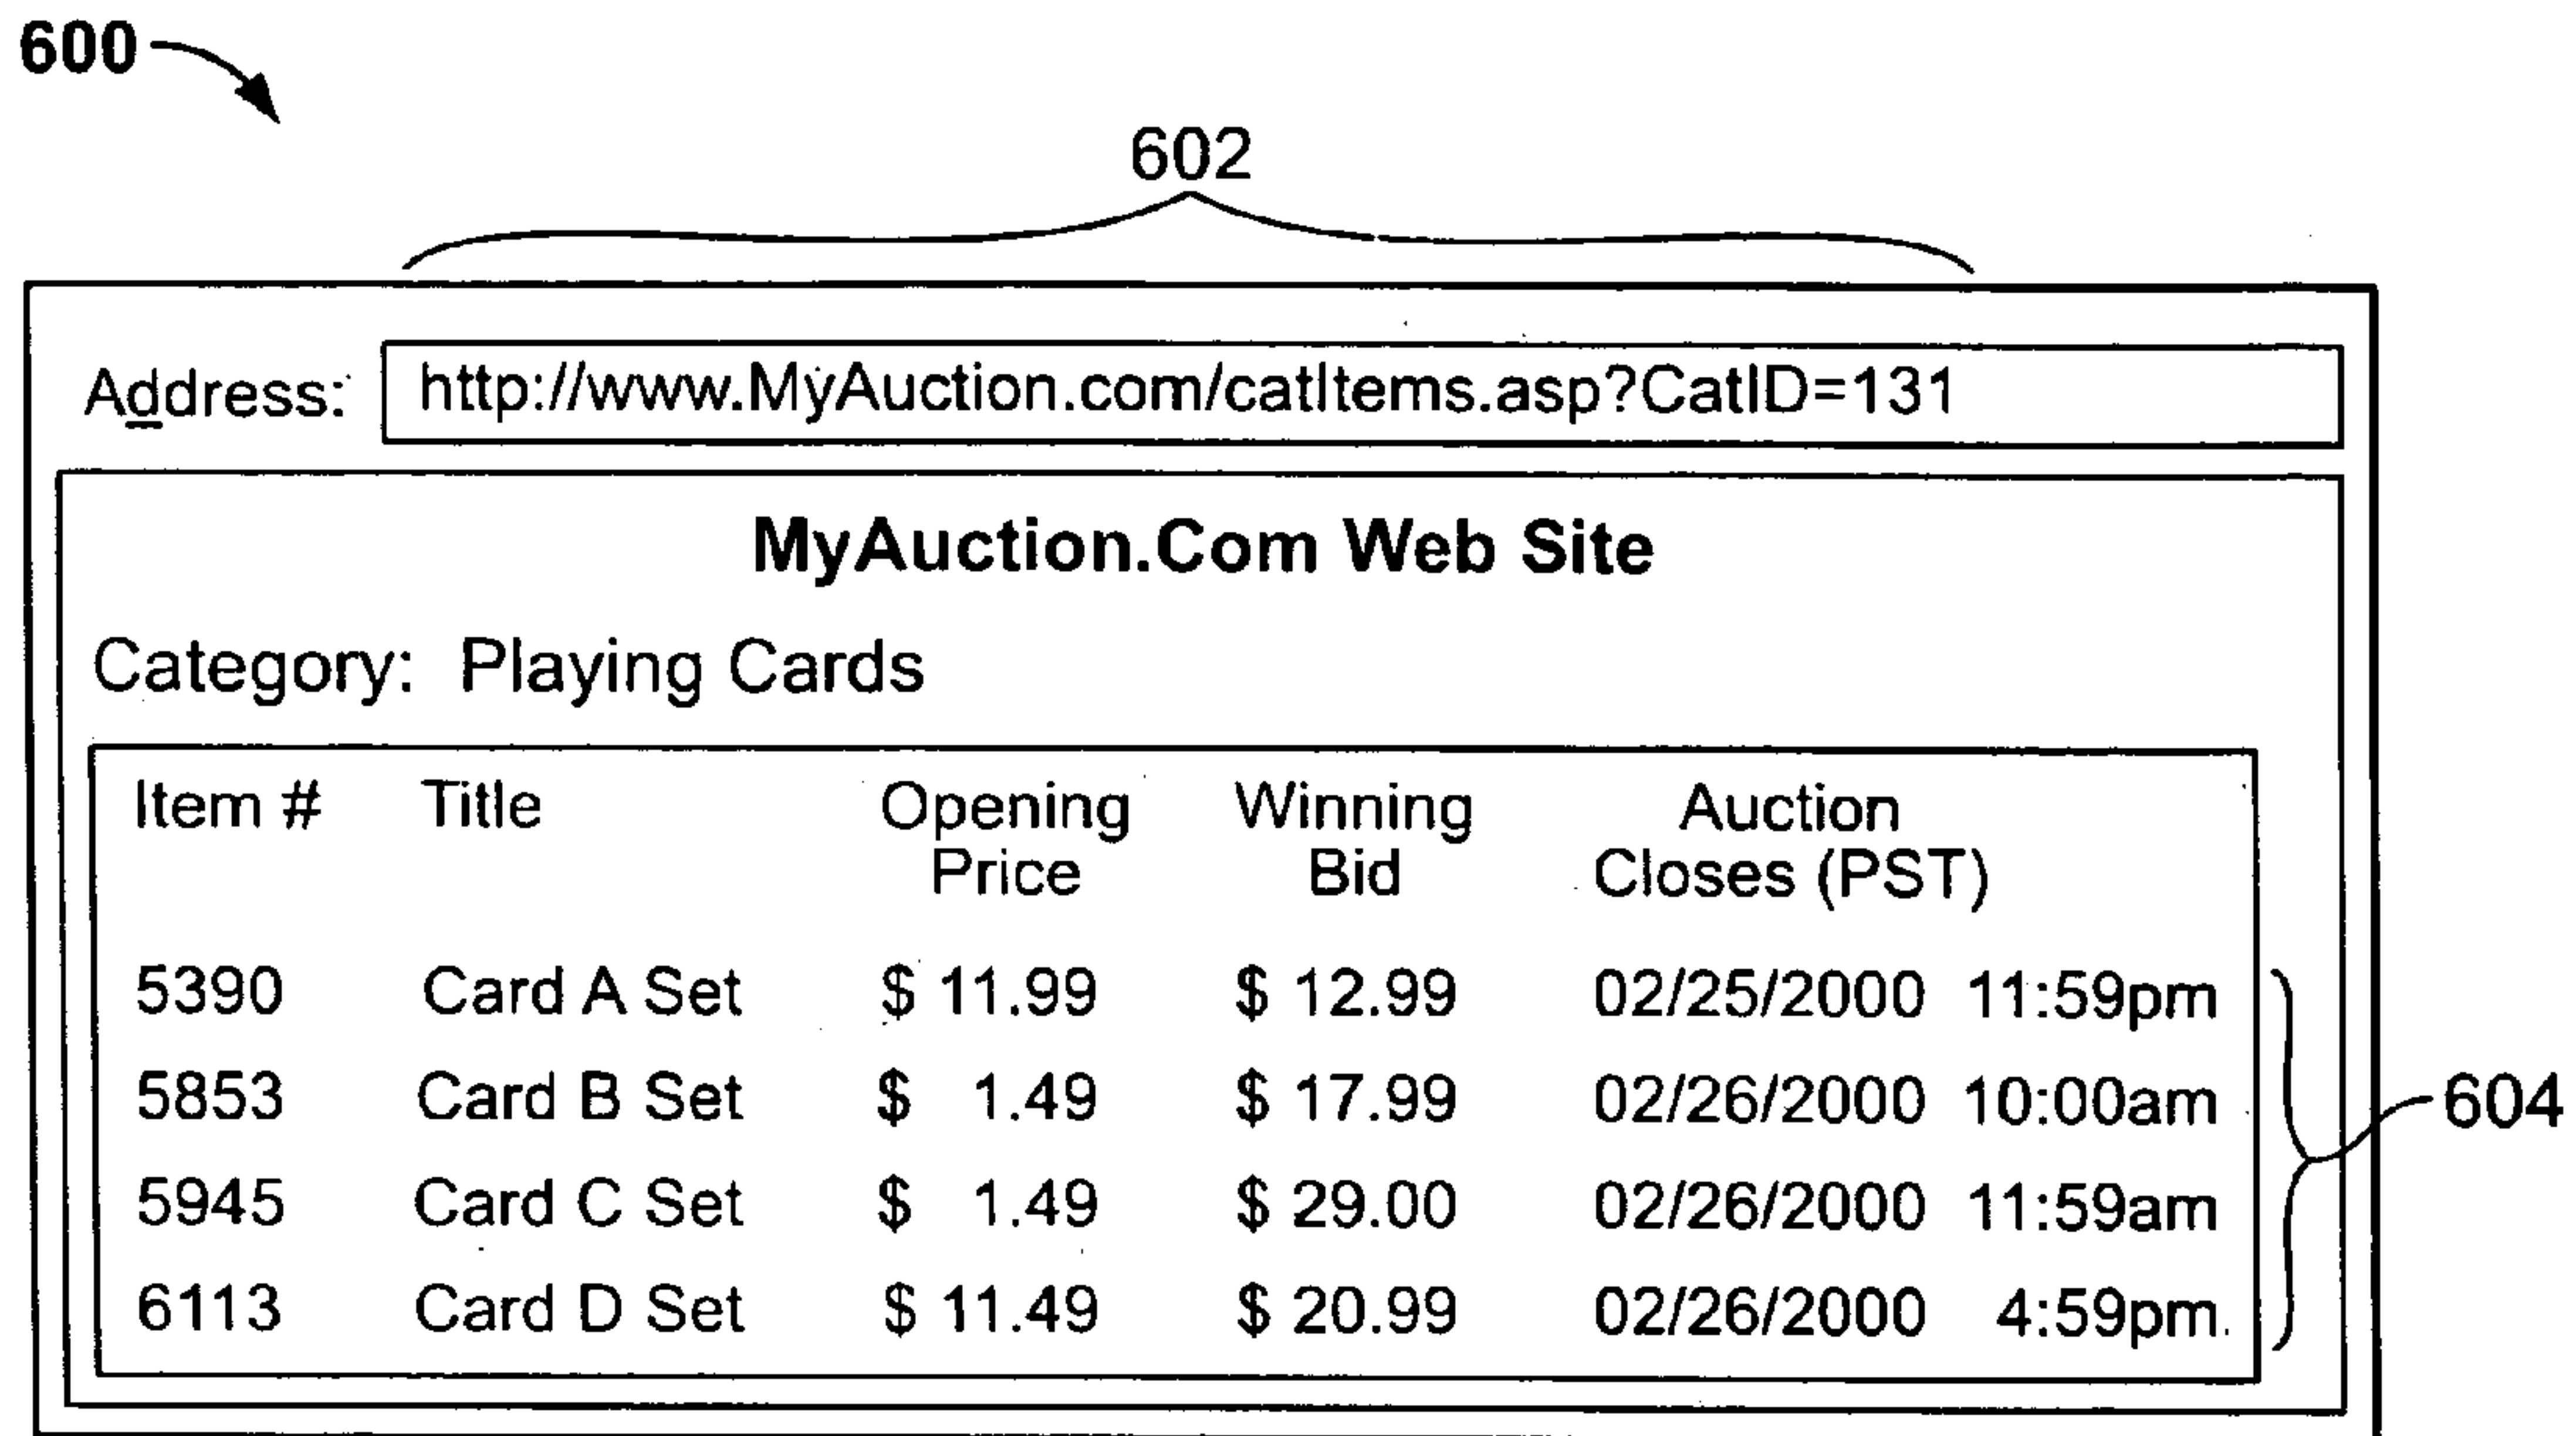 600
602
Address: http://www.MyAuction.com/catItems.asp?CatID=131
MyAuction.Com Web Site
Category: Playing Cards
Item # Title Opening Price Winning Bid Auction Closes (PST)
5390 Card A Set $ 11.99 $ 12.99 02/25/2000 11:59pm
5853 Card B Set $ 1.49 $ 17.99 02/26/2000 10:00am
604
5945 Card C Set $ 1.49 $ 29.00 02/26/2000 11:59am
6113 Card D Set $ 11.49 $ 20.99 02/26/2000 4:59pm